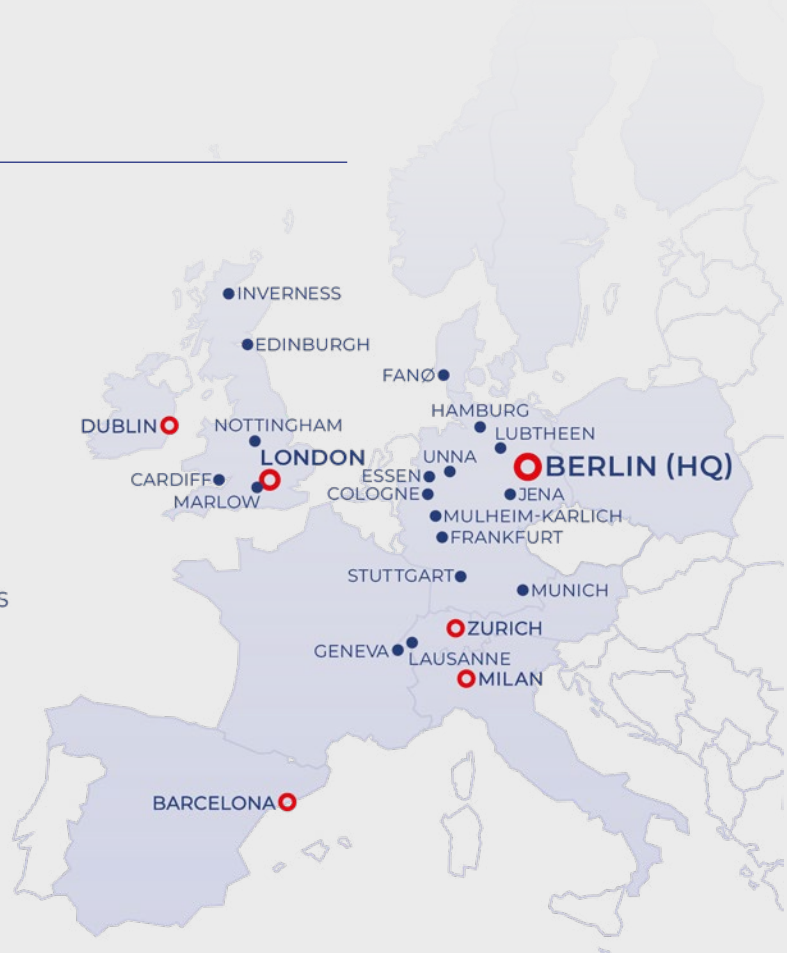 INVERNESS
EDINBURGH
FANØ
HAMBURG
DUBLIN
NOTTINGHAM
LUBTHEEN
LONDON
UNNA
BERLIN (HQ)
ESSEN
CARDIFF
COLOGNE
JENA
MARLOW
MULHEIM-KARLICH
FRANKFURT
STUTTGART
MUNICH
S
ZURICH
GENEVA
LAUSANNE
MILAN
BARCELONA